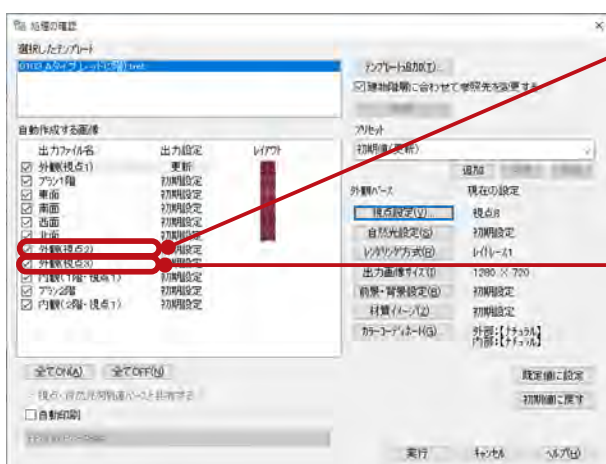 処理の確認
選択したテンプレート
テンプレート追加(T)...
建物階層に合わせて参照先を変更する
自動作成する画像
プリセット
出力ファイル名 出力設定 レイアウト
初期値(更新)
外観(視点1) 更新
追加
プラン1階 初期設定
外観パース 現在の設定
東面 初期設定
南面 初期設定
視点設定(V) 視点8
西面 初期設定
自然光設定(S) 初期設定
北面 初期設定
外観(視点2) 初期設定
レンダリング方式(R) レイトレース1
外観(視点3) 初期設定
出力画像サイズ(I) 1280 × 720
内観(1階・視点1) 初期設定
前景・背景設定(B) 初期設定
プラン2階 初期設定
材質イメージ(Z) 初期設定
内観(2階・視点1) 初期設定
カラーコーディネート(G) 外部:【ナチュラル】
内部:【ナチュラル】
全てON(A) 全てOFF(N)
既定値に設定
初期値に戻す
自動印刷
実行 キャンセル ヘルプ(H)